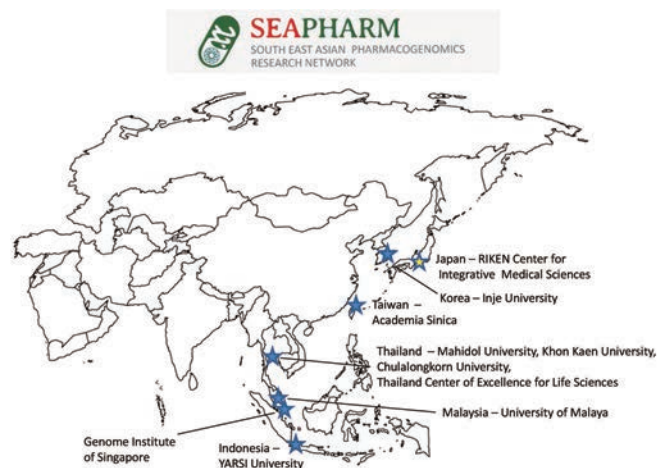 SEAPHARM
SOUTH EAST ASIAN PHARMACOGENOMICS
RESEARCH NETWORK
Japan – RIKEN Center for
Integrative Medical Sciences
Korea – Inje University
Taiwan –
Academia Sinica
Thailand – Mahidol University, Khon Kaen University,
Chulalongkorn University,
Thailand Center of Excellence for Life Sciences
Malaysia – University of Malaya
Genome Institute
of Singapore
Indonesia –
YARSI University